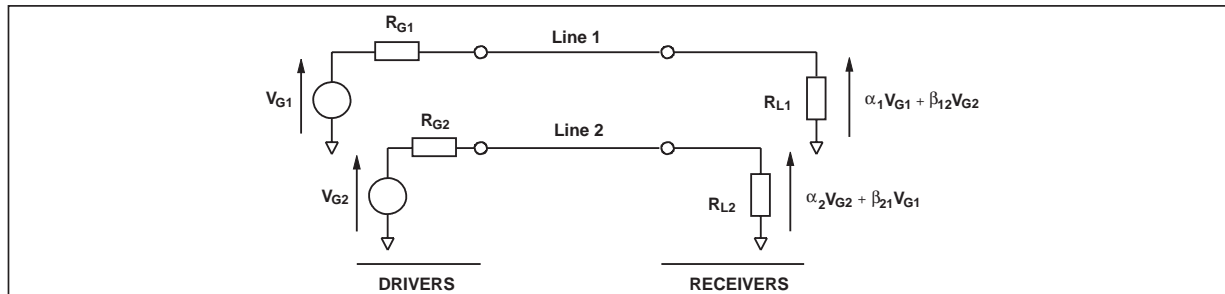 R_G1
Line 1
V_G1
R_L1
α_1V_G1 + β_12V_G2
R_G2
Line 2
V_G2
R_L2
α_2V_G2 + β_21V_G1
DRIVERS
RECEIVERS